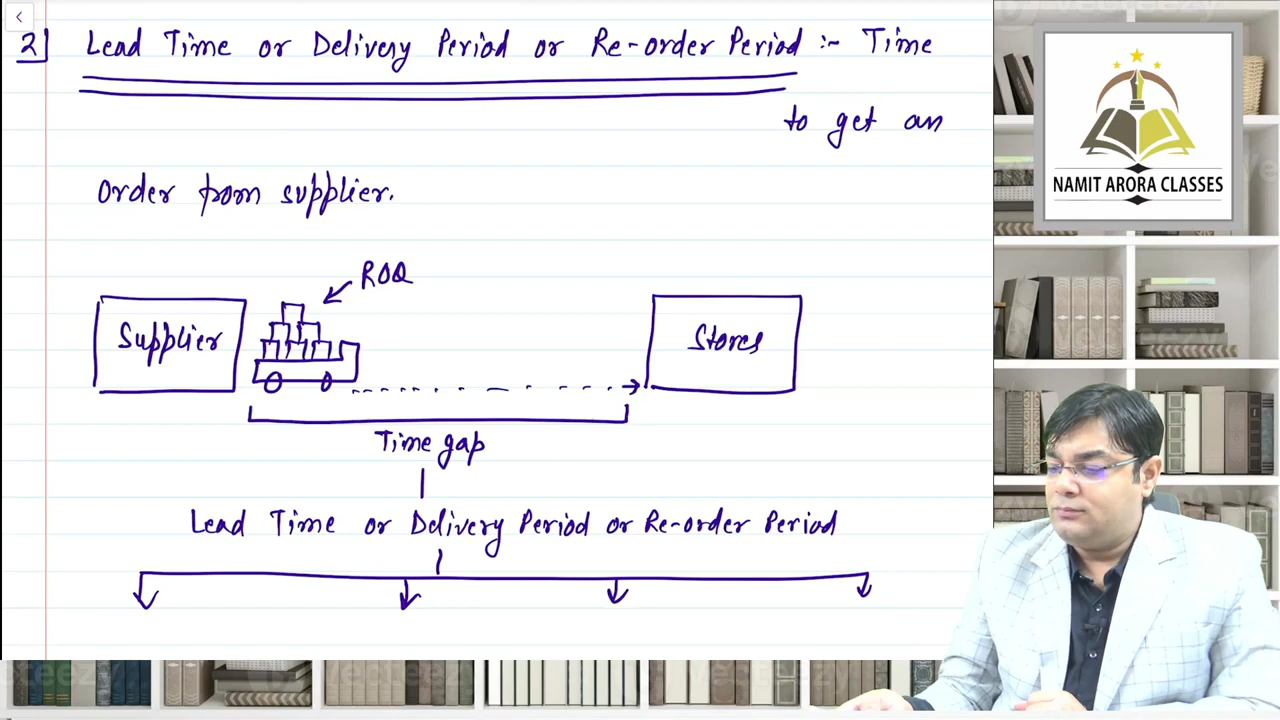 2] Lead Time or Delivery Period or Re-order Period :- Time
to get an
order from supplier.
ROQ
Supplier
Stores
Time gap
Lead Time or Delivery Period or Re-order Period
NAMIT ARORA CLASSES
vecteezy